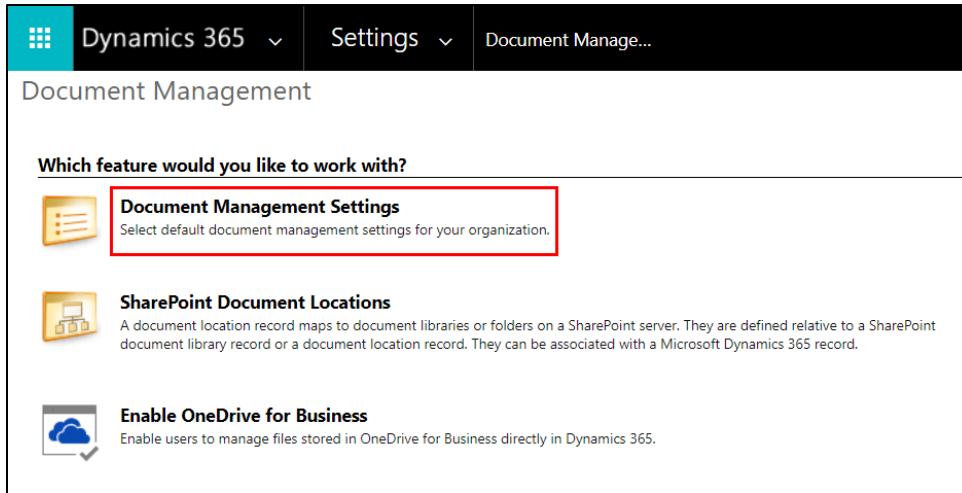 Dynamics 365 Settings Document Manage...
Document Management
Which feature would you like to work with?
Document Management Settings
Select default document management settings for your organization.
SharePoint Document Locations
A document location record maps to document libraries or folders on a SharePoint server. They are defined relative to a SharePoint
document library record or a document location record. They can be associated with a Microsoft Dynamics 365 record.
Enable OneDrive for Business
Enable users to manage files stored in OneDrive for Business directly in Dynamics 365.